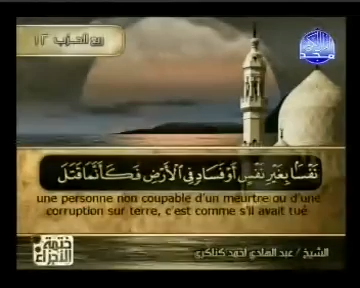 ربع الحزب ١٢
المجد
نَفْسًا بِغَيْرِ نَفْسٍ أَوْ فَسَادٍ فِي الْأَرْضِ فَكَأَنَّمَا قَتَلَ
une personne non coupable d'un meurtre ou d'une
corruption sur terre, c'est comme s'il avait tué
ختمة
الأجزاء
الشيخ / عبد الهادي احمد كناكري